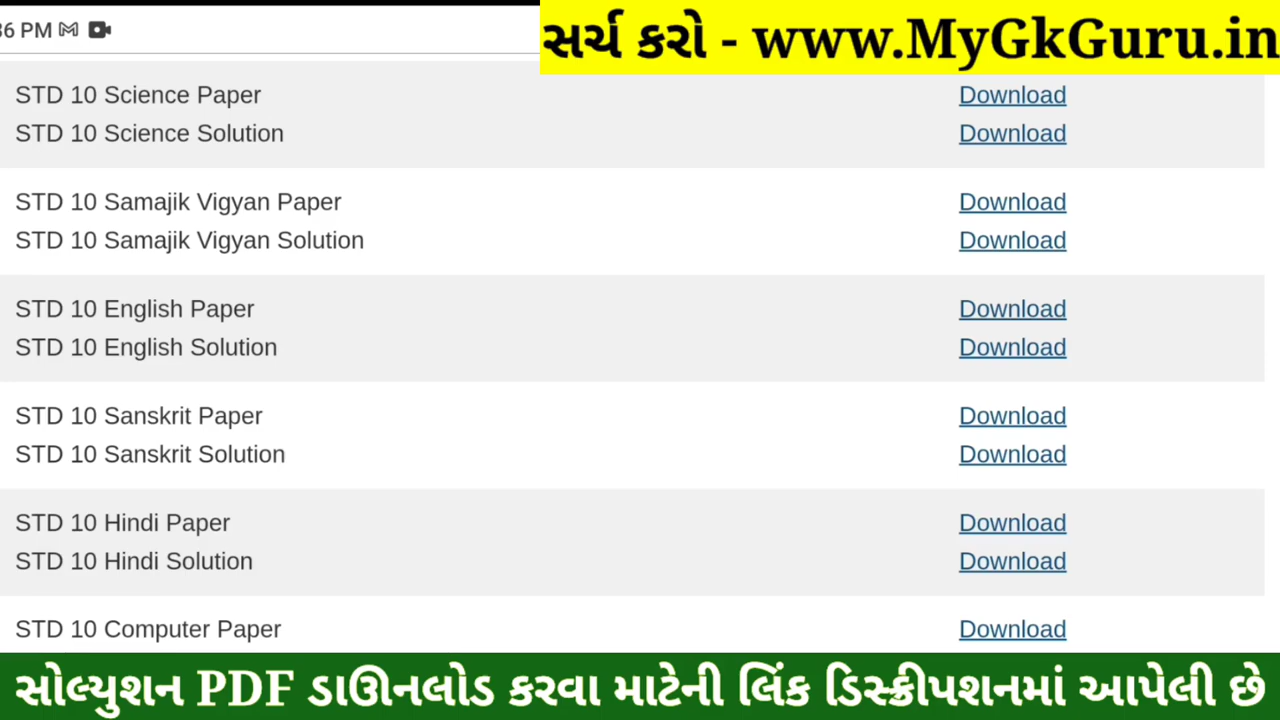 36 PM
સર્ચ કરો - www.MyGkGuru.in
STD 10 Science Paper Download
STD 10 Science Solution Download
STD 10 Samajik Vigyan Paper Download
STD 10 Samajik Vigyan Solution Download
STD 10 English Paper Download
STD 10 English Solution Download
STD 10 Sanskrit Paper Download
STD 10 Sanskrit Solution Download
STD 10 Hindi Paper Download
STD 10 Hindi Solution Download
STD 10 Computer Paper Download
સોલ્યુશન PDF ડાઊનલોડ કરવા માટેની લિંક ડિસ્ક્રીપશનમાં આપેલી છે